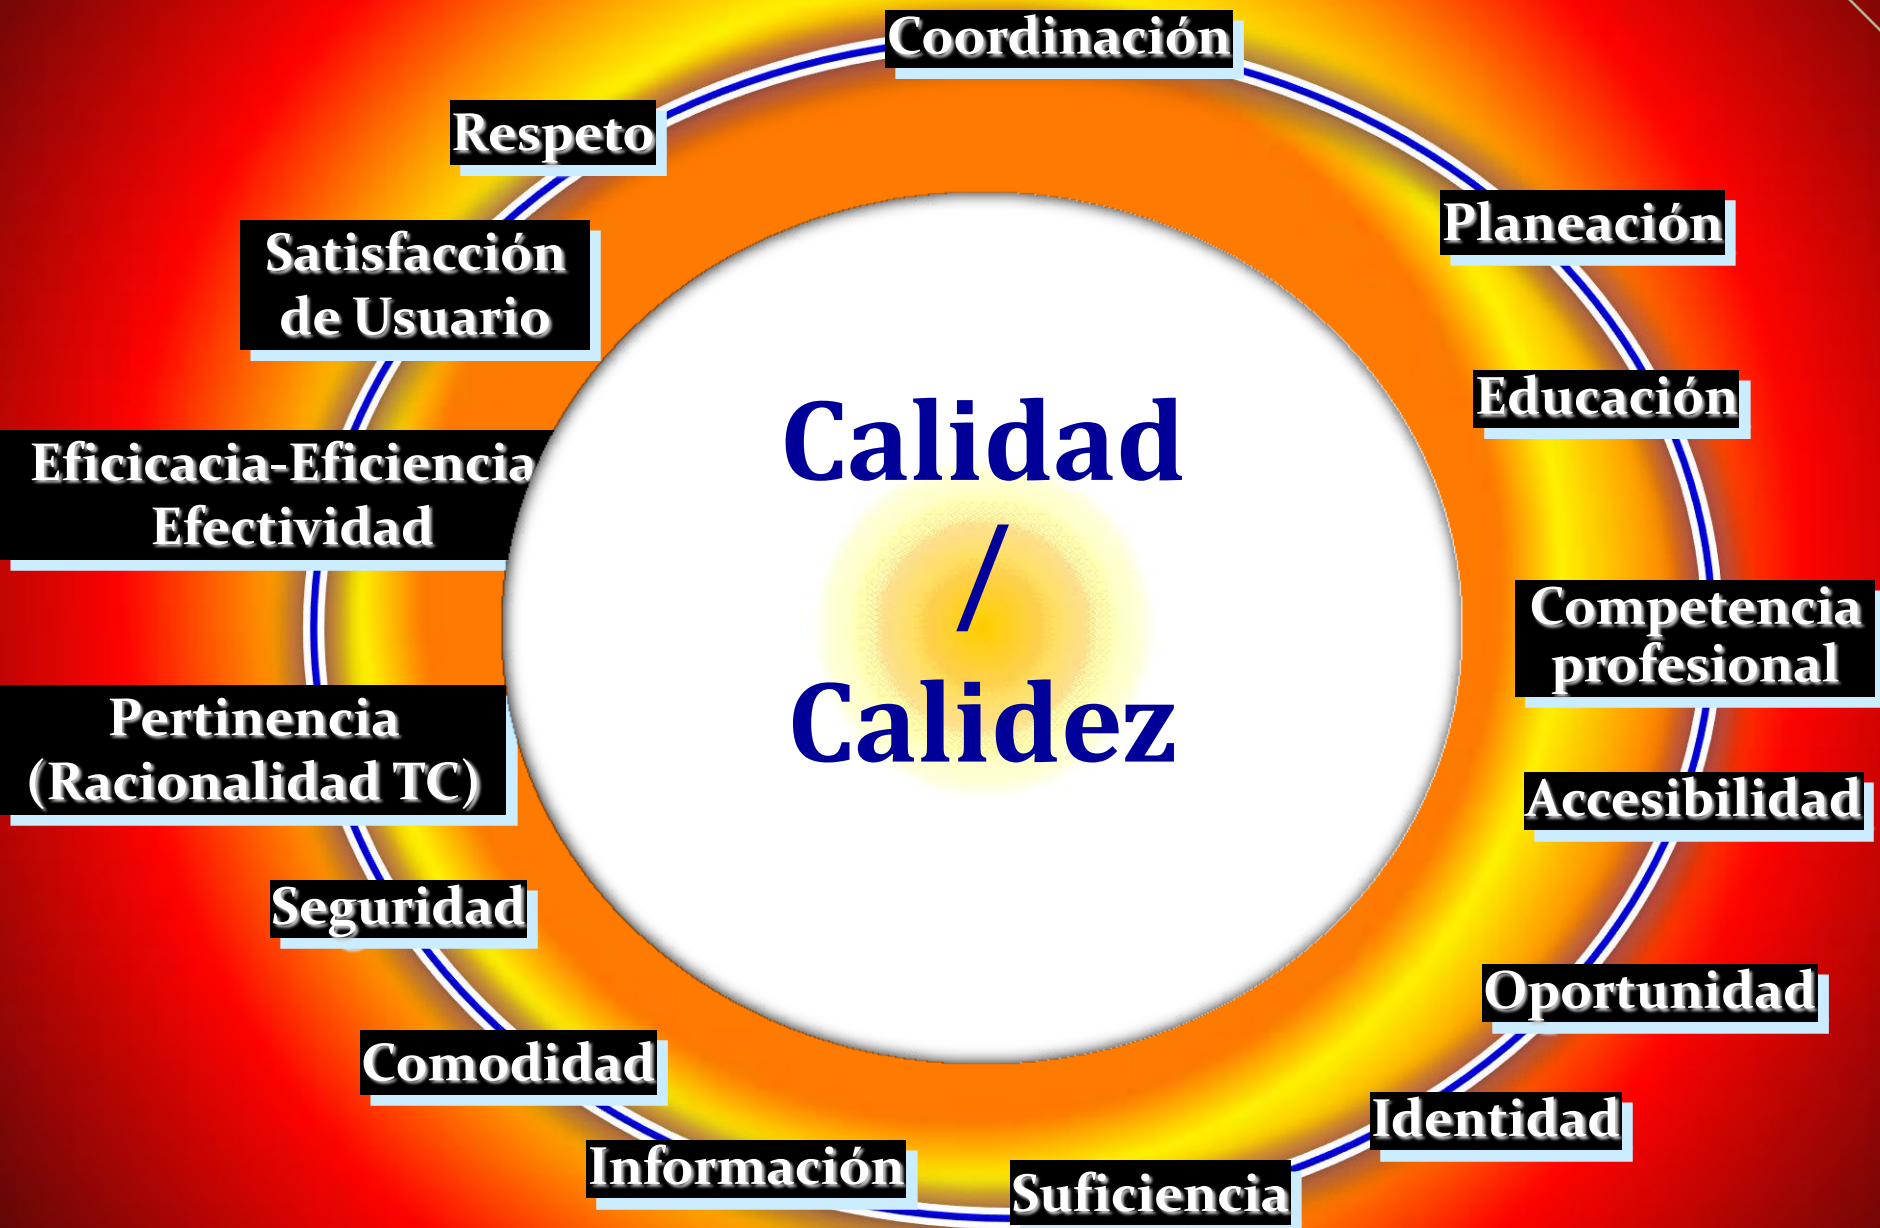 Coordinación
Respeto
Planeación
Satisfacción
de Usuario
Educación
Calidad
/
Calidez
Eficicacia-Eficiencia
Efectividad
Competencia
profesional
Pertinencia
(Racionalidad TC)
Accesibilidad
Seguridad
Oportunidad
Comodidad
Identidad
Información
Suficiencia